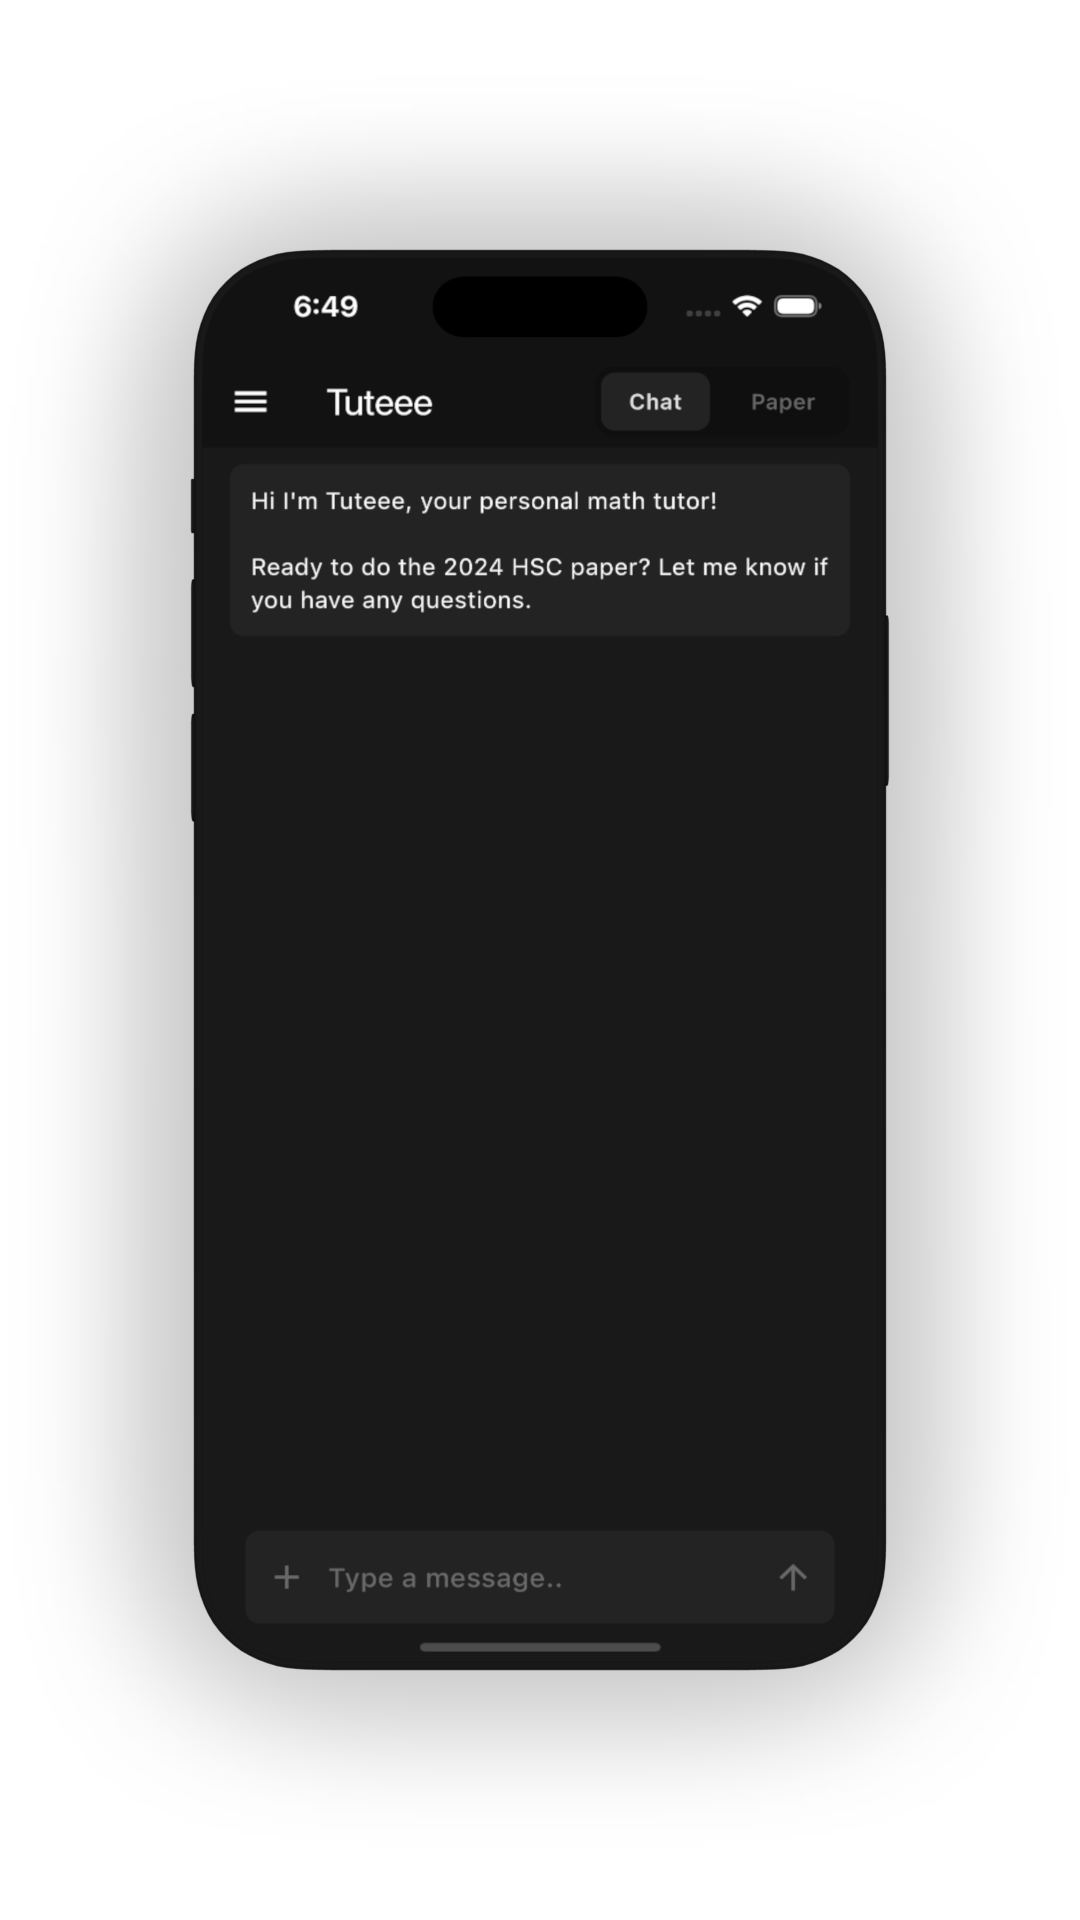 6:49
Tuteee
Chat
Paper
Hi I'm Tuteee, your personal math tutor!
Ready to do the 2024 HSC paper? Let me know if
you have any questions.
Type a message..